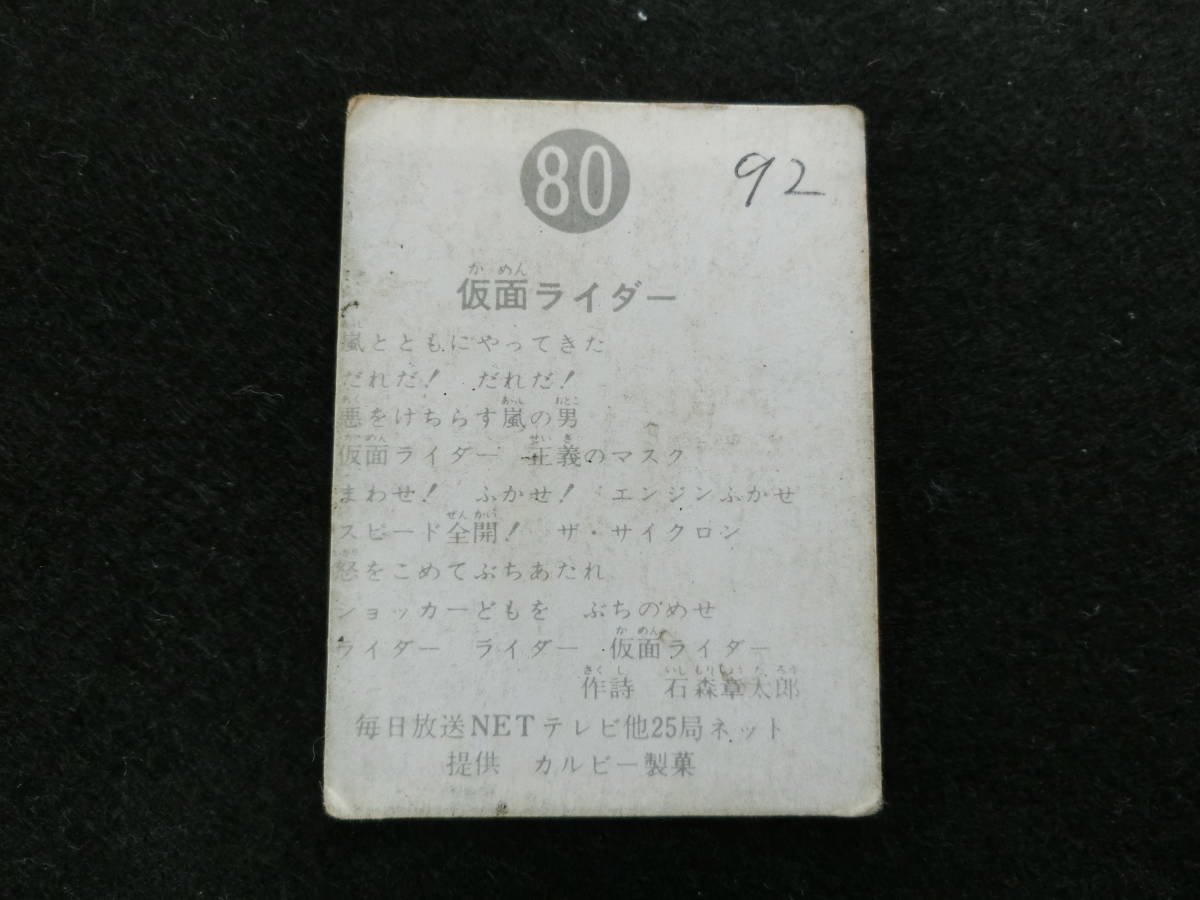 80
92
仮面ライダー
嵐とともにやってきた
だれだ！ だれだ！
悪をけちらす嵐の男
仮面ライダー 正義のマスク
まわせ！ ふかせ！ エンジンふかせ
スピード全開！ ザ・サイクロン
怒をこめてぶちあたれ
ショッカーどもを ぶちのめせ
ライダー ライダー 仮面ライダー
作詩 石森章太郎
毎日放送NETテレビ他25局ネット
提供 カルビー製菓